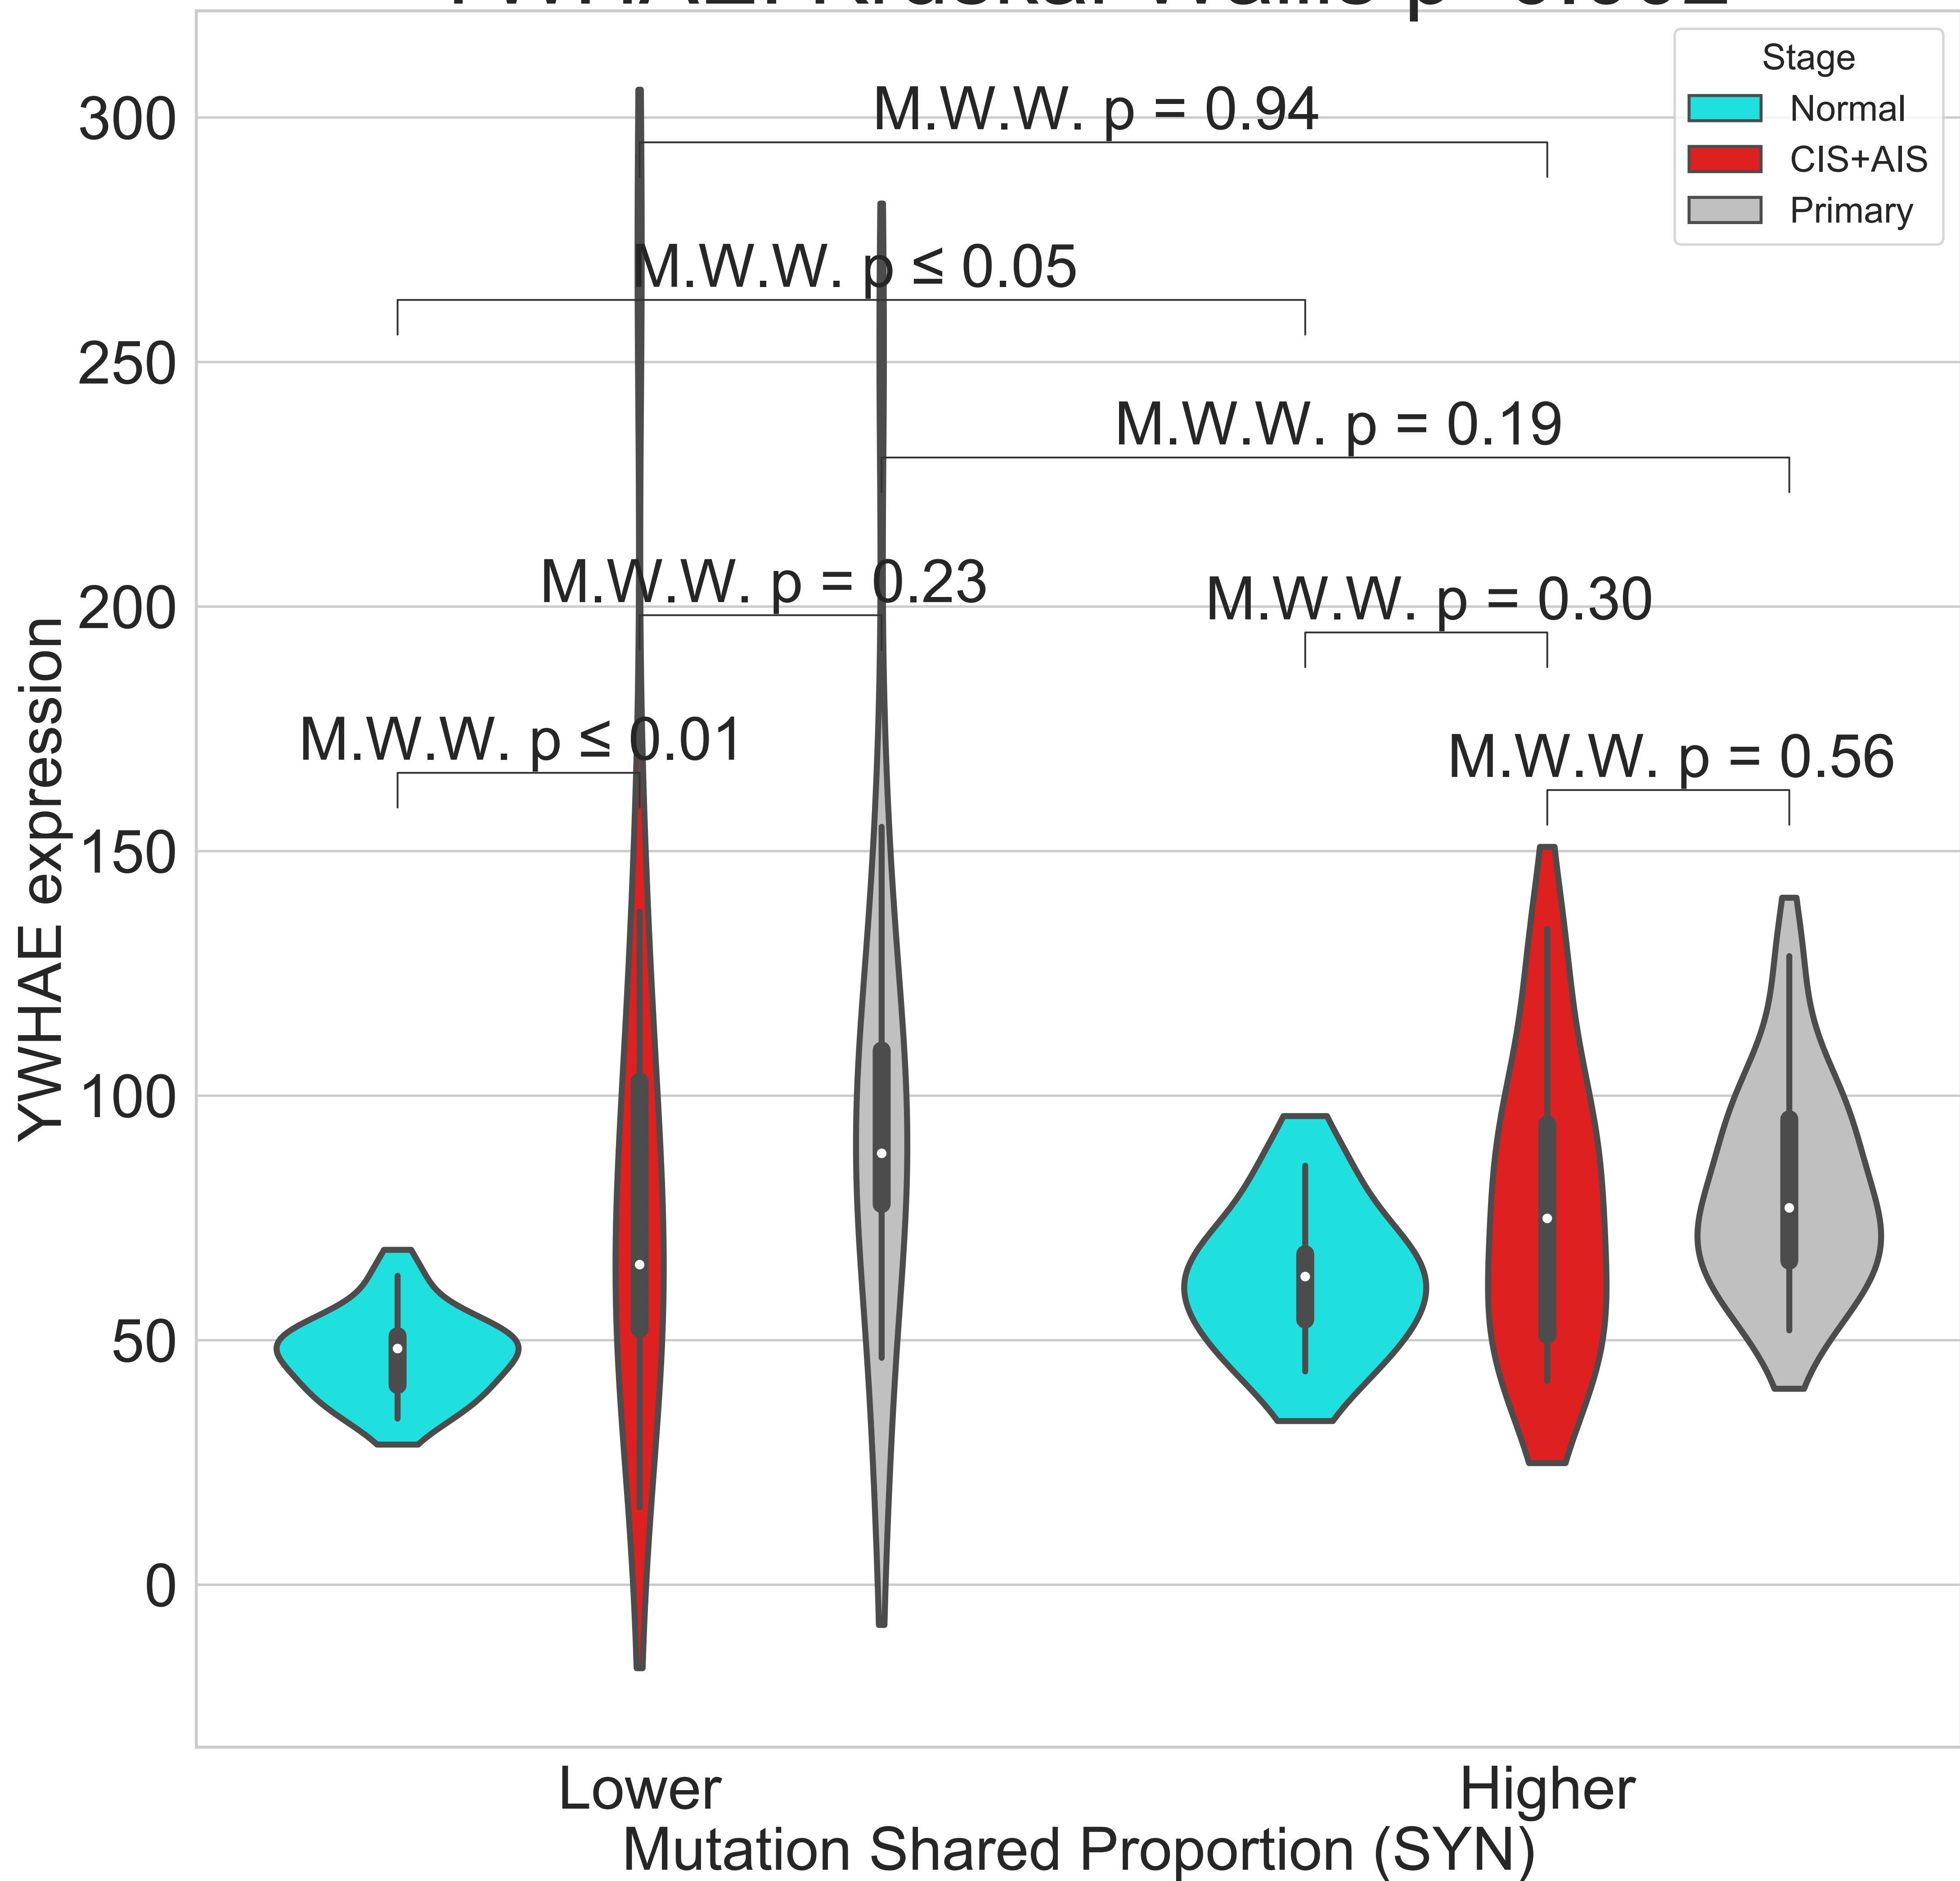 Stage
Normal
CIS+AIS
Primary
M.W.W. p = 0.94
M.W.W. p ≤ 0.05
M.W.W. p = 0.19
M.W.W. p = 0.23
M.W.W. p = 0.30
M.W.W. p ≤ 0.01
M.W.W. p = 0.56
300
250
200
150
100
50
0
YWHAE expression
Lower
Higher
Mutation Shared Proportion (SYN)